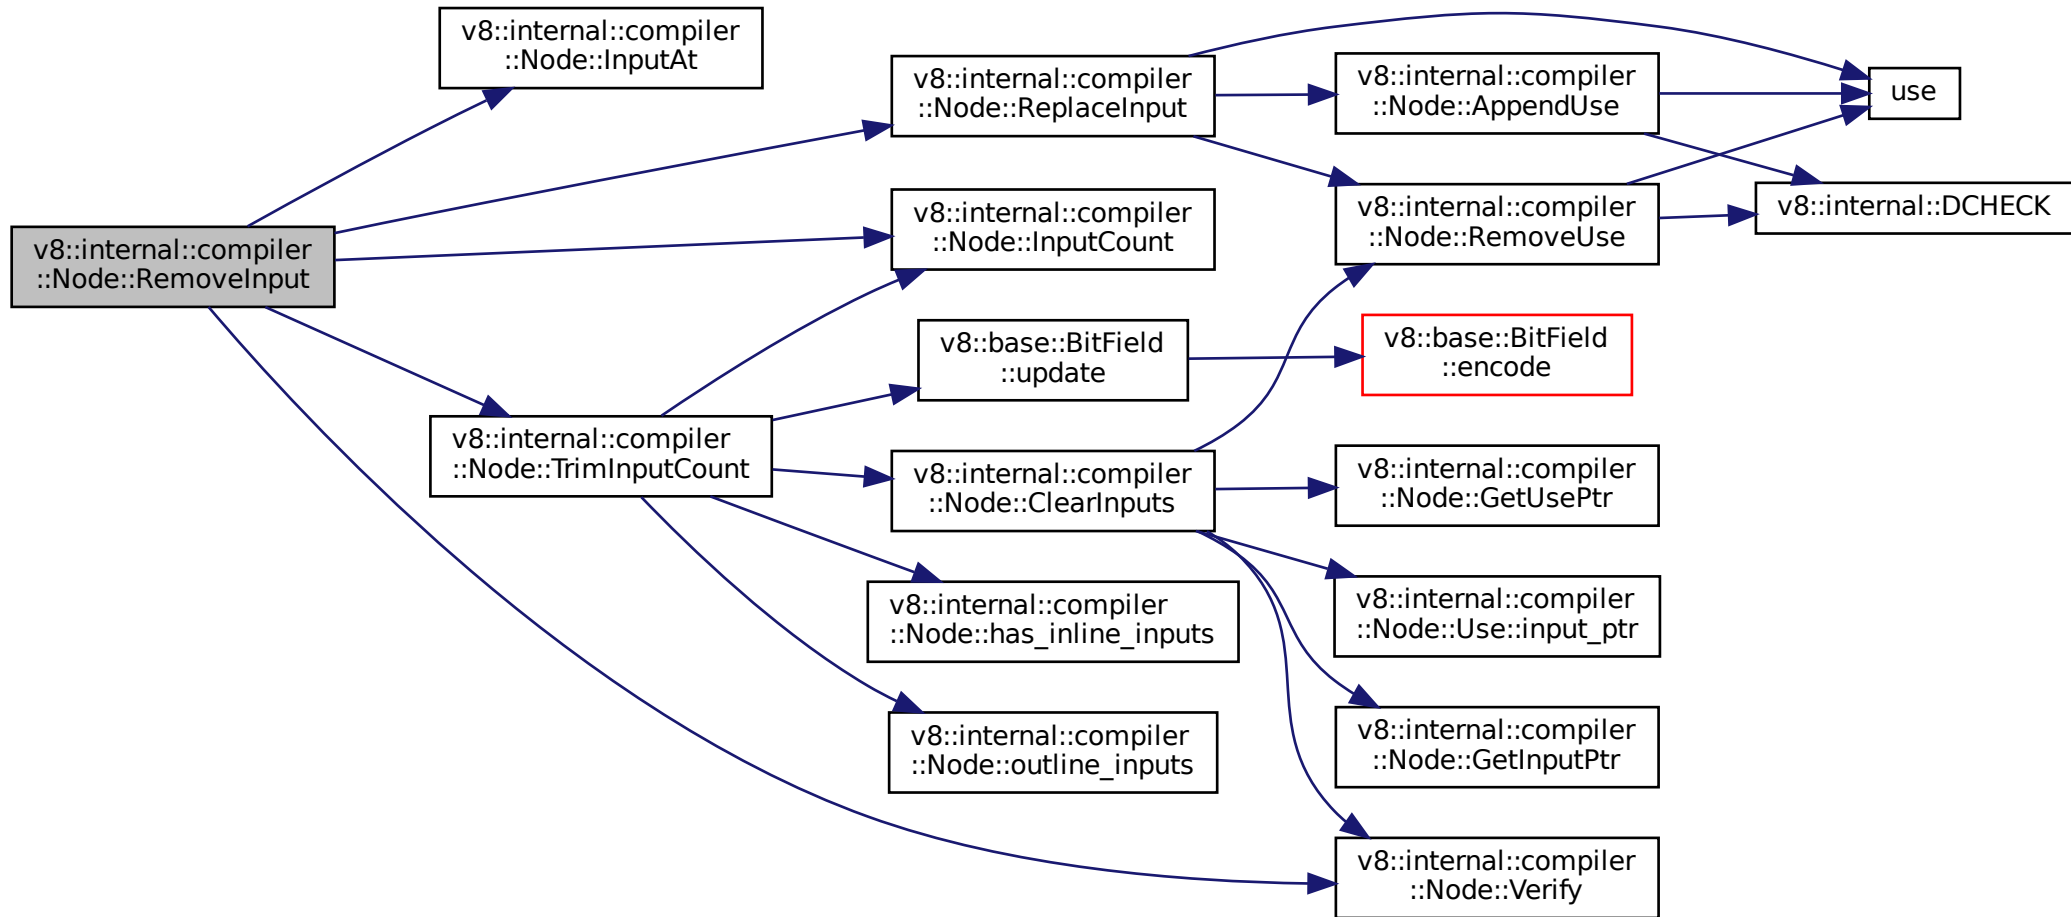 v8::internal::compiler
::Node::RemoveInput
v8::internal::compiler
::Node::InputAt
v8::internal::compiler
::Node::ReplaceInput
v8::internal::compiler
::Node::InputCount
v8::internal::compiler
::Node::TrimInputCount
v8::base::BitField
::update
v8::internal::compiler
::Node::ClearInputs
v8::internal::compiler
::Node::has_inline_inputs
v8::internal::compiler
::Node::outline_inputs
v8::internal::compiler
::Node::AppendUse
v8::internal::compiler
::Node::RemoveUse
v8::base::BitField
::encode
v8::internal::compiler
::Node::GetUsePtr
v8::internal::compiler
::Node::Use::input_ptr
v8::internal::compiler
::Node::GetInputPtr
v8::internal::compiler
::Node::Verify
use
v8::internal::DCHECK